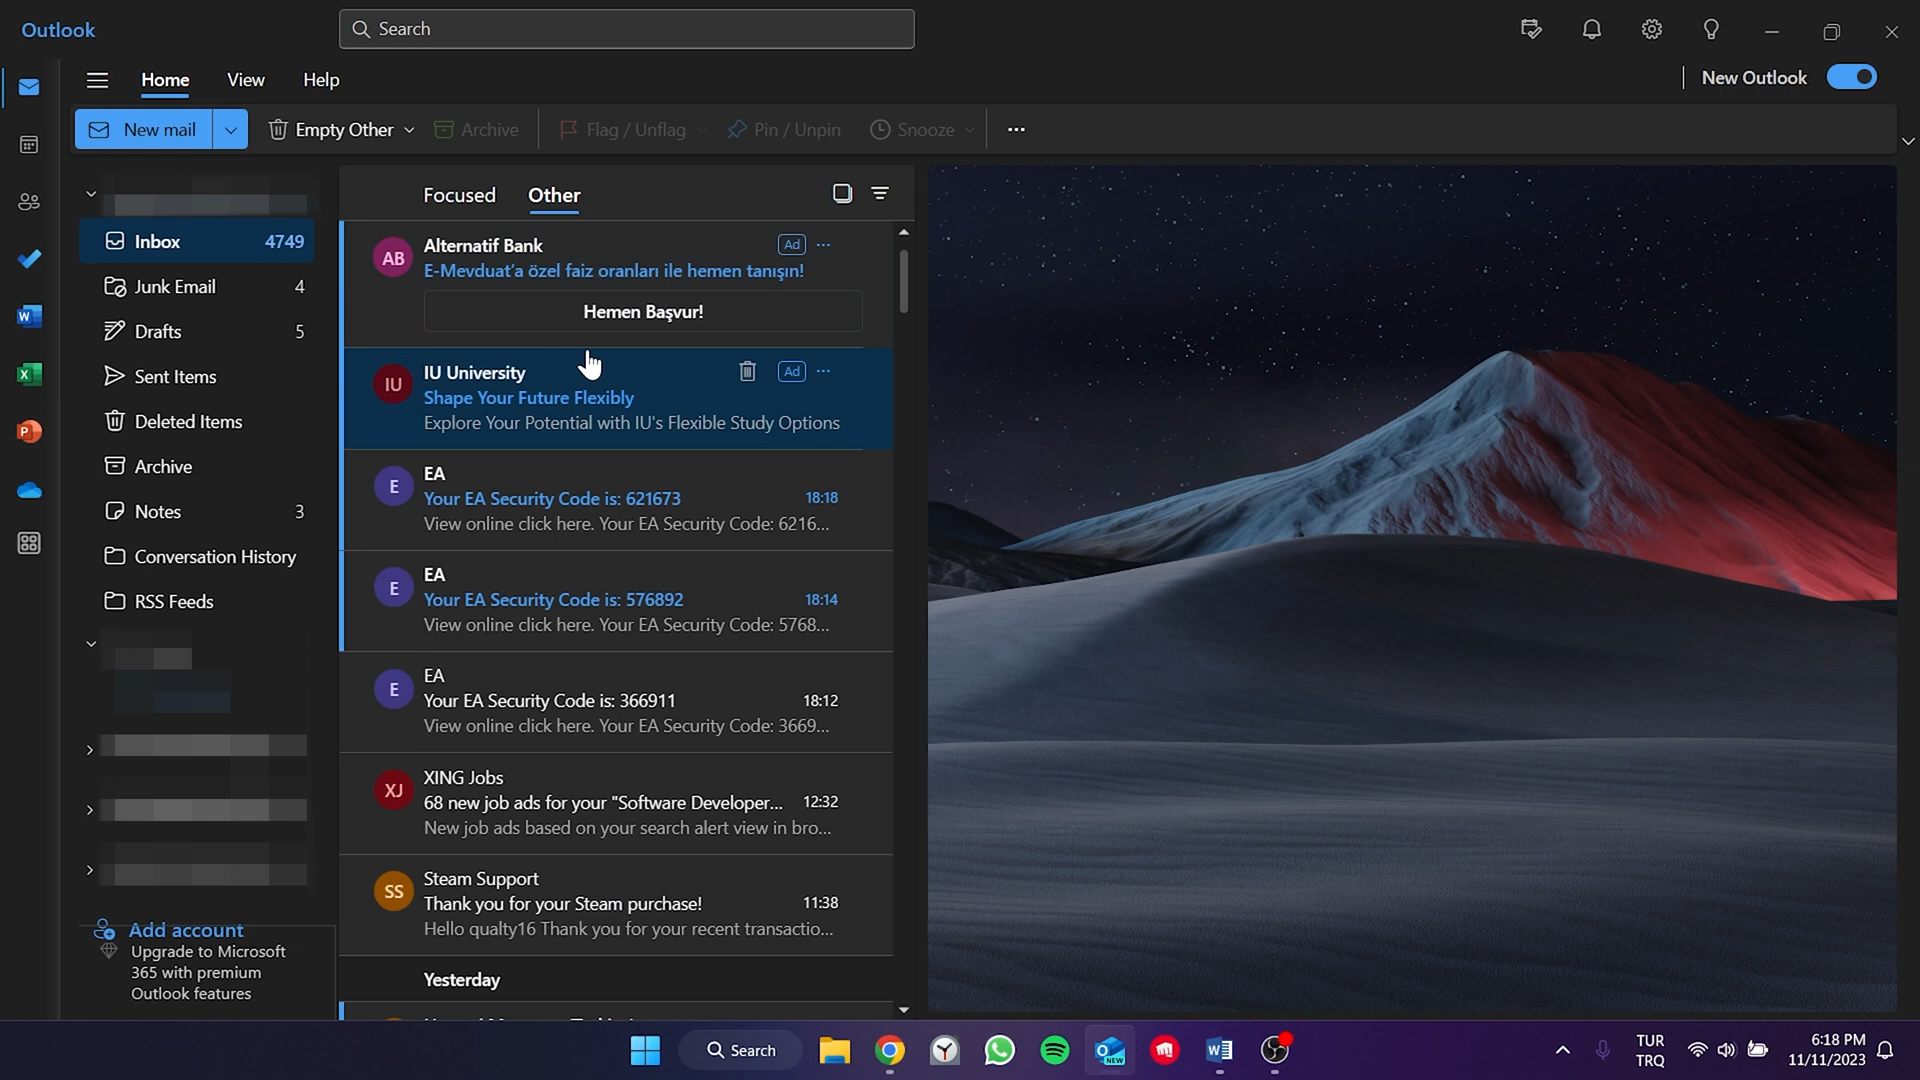 Outlook
Search
Home View Help
New Outlook
New mail
Empty Other
Archive
Flag / Unflag
Pin / Unpin
Snooze
Inbox 4749
Junk Email 4
Drafts 5
Sent Items
Deleted Items
Archive
Notes 3
Conversation History
RSS Feeds
Add account
Upgrade to Microsoft
365 with premium
Outlook features
Focused Other
AB
Alternatif Bank Ad
E-Mevduat'a özel faiz oranları ile hemen tanışın!
Hemen Başvur!
IU
IU University Ad
Shape Your Future Flexibly
Explore Your Potential with IU's Flexible Study Options
E
EA
Your EA Security Code is: 621673 18:18
View online click here. Your EA Security Code: 6216...
E
EA
Your EA Security Code is: 576892 18:14
View online click here. Your EA Security Code: 5768...
E
EA
Your EA Security Code is: 366911 18:12
View online click here. Your EA Security Code: 3669...
XJ
XING Jobs
68 new job ads for your "Software Developer... 12:32
New job ads based on your search alert view in bro...
SS
Steam Support
Thank you for your Steam purchase! 11:38
Hello qualty16 Thank you for your recent transactio...
Yesterday
Search
NEW
TUR
TRQ
6:18 PM
11/11/2023